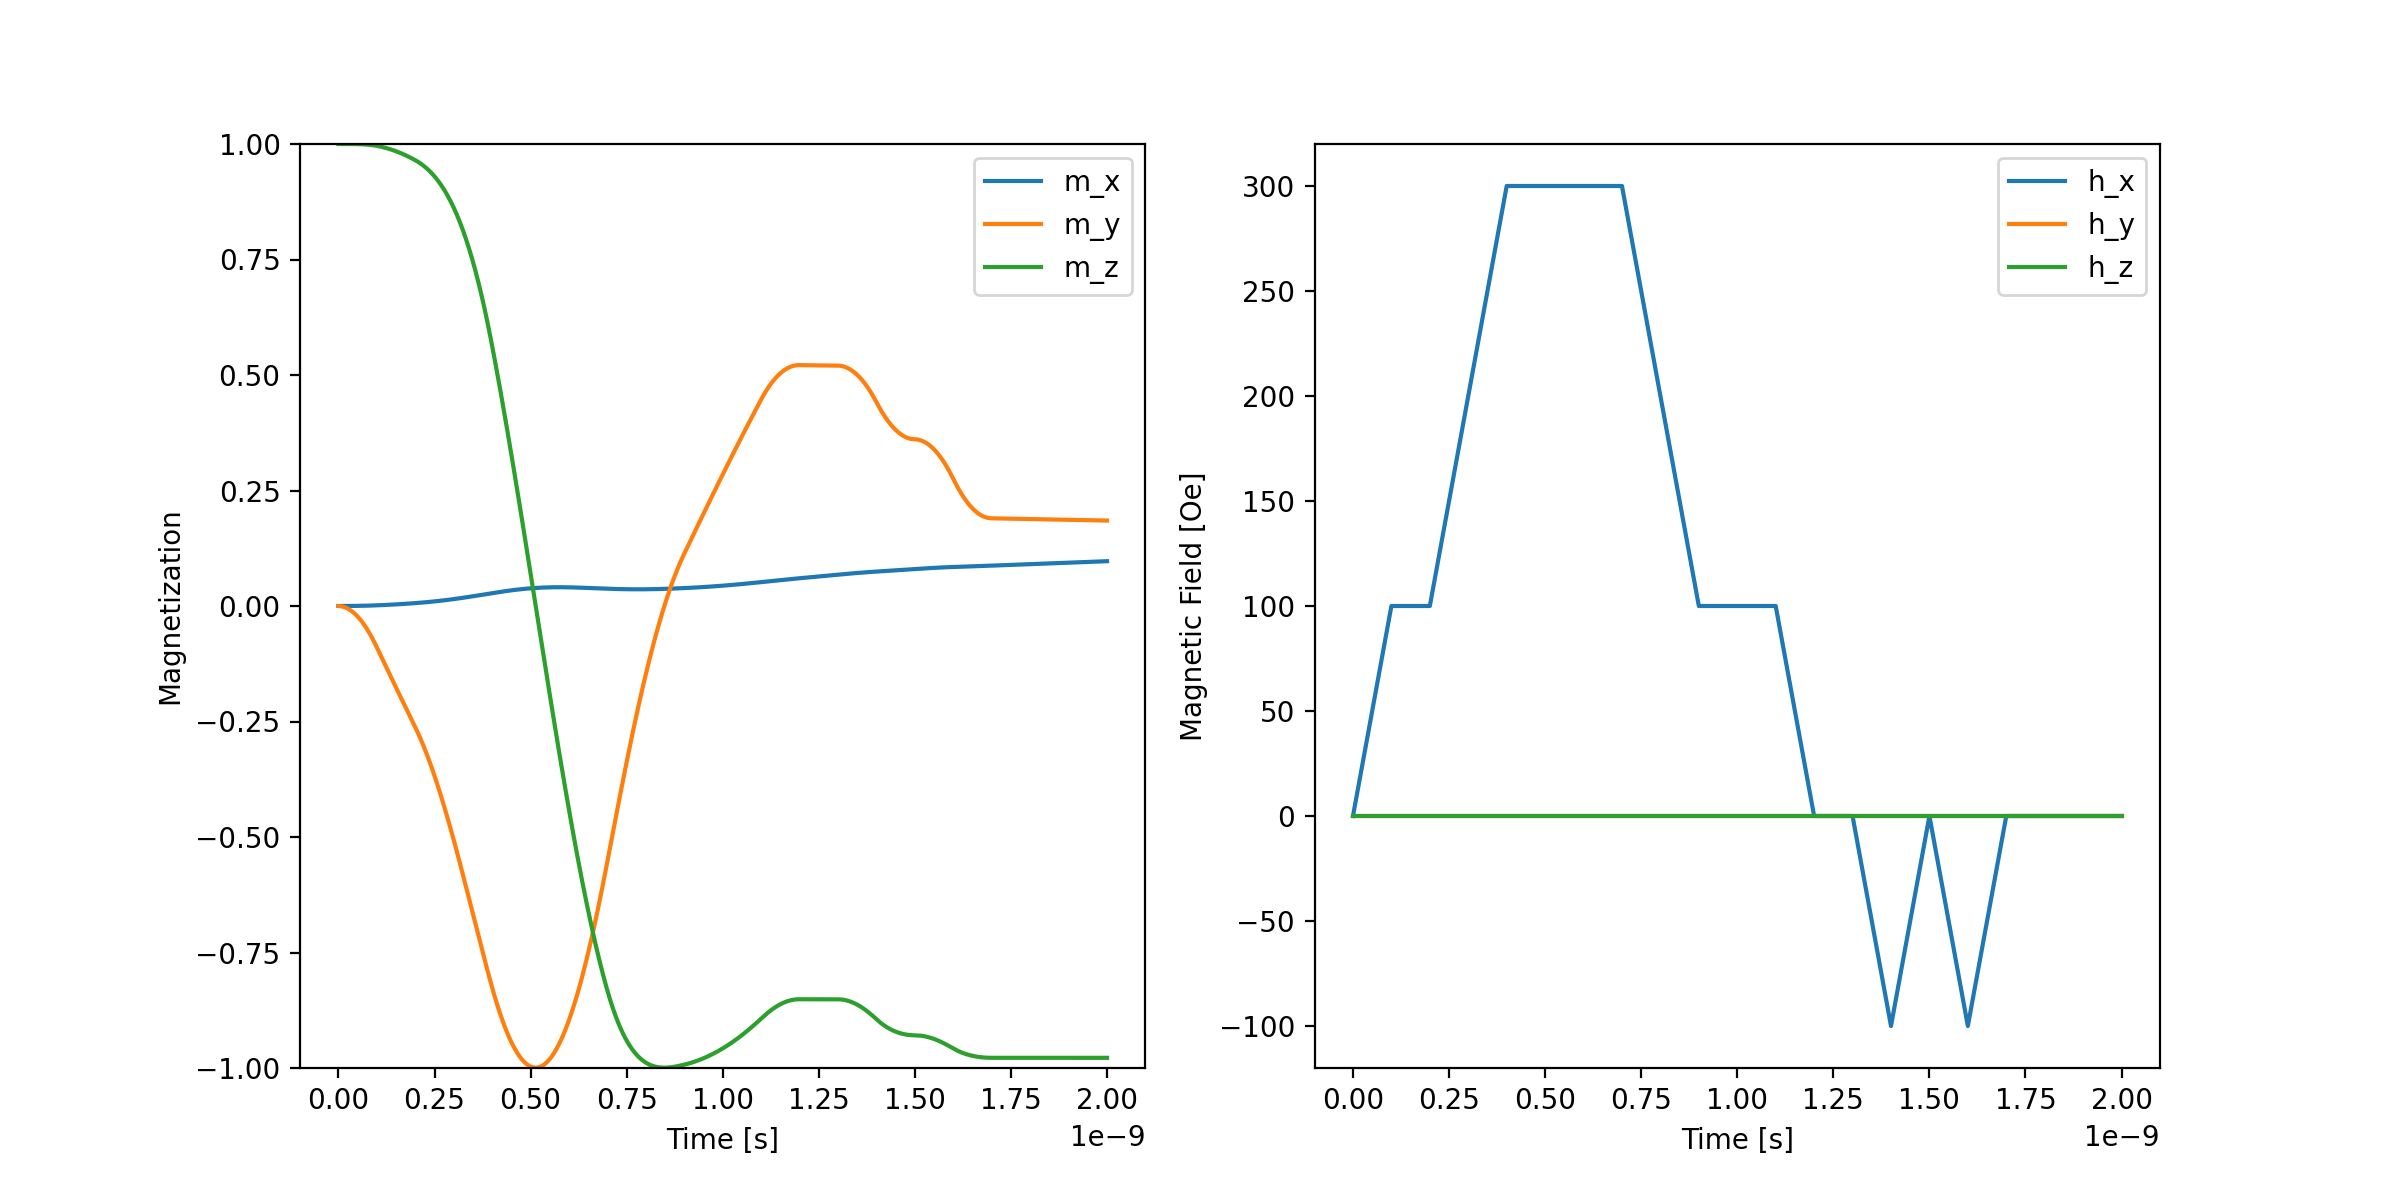 1.00
0.75
0.50
0.25
0.00
−0.25
−0.50
−0.75
−1.00
Magnetization
0.00 0.25 0.50 0.75 1.00 1.25 1.50 1.75 2.00
1e−9
Time [s]
m_x
m_y
m_z
300
250
200
150
100
50
0
−50
−100
Magnetic Field [Oe]
0.00 0.25 0.50 0.75 1.00 1.25 1.50 1.75 2.00
1e−9
Time [s]
h_x
h_y
h_z